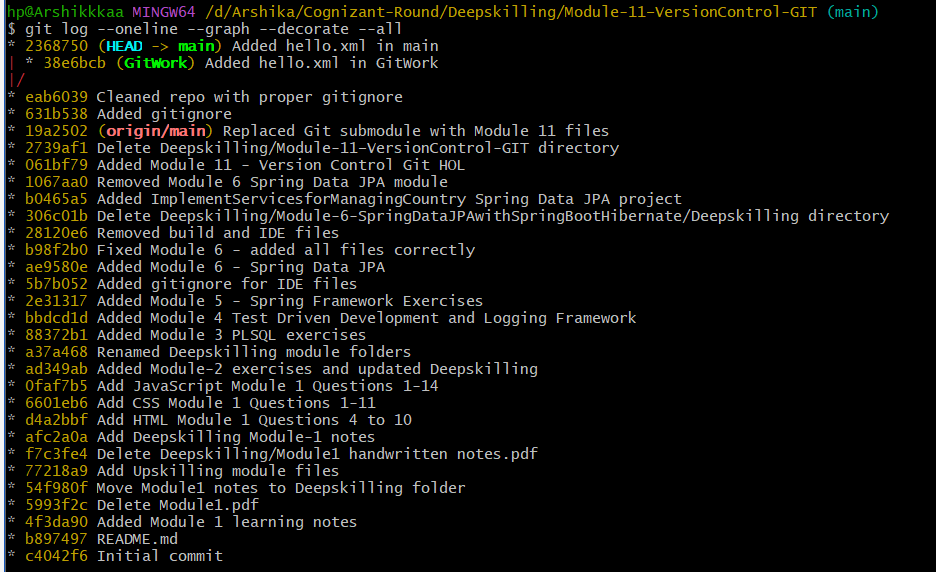 hp@Arshikkkaa MINGW64 /d/Arshika/Cognizant-Round/Deepskilling/Module-11-VersionControl-GIT (main)
$ git log --oneline --graph --decorate --all
* 2368750 (HEAD -> main) Added hello.xml in main
| * 38e6bcb (GitWork) Added hello.xml in GitWork
|/
* eab6039 Cleaned repo with proper gitignore
* 631b538 Added gitignore
* 19a2502 (origin/main) Replaced Git submodule with Module 11 files
* 2739af1 Delete Deepskilling/Module-11-VersionControl-GIT directory
* 061bf79 Added Module 11 - Version Control Git HOL
* 1067aa0 Removed Module 6 Spring Data JPA module
* b0465a5 Added ImplementServicesforManagingCountry Spring Data JPA project
* 306c01b Delete Deepskilling/Module-6-SpringDataJPAwithSpringBootHibernate/Deepskilling directory
* 28120e6 Removed build and IDE files
* b98f2b0 Fixed Module 6 - added all files correctly
* ae9580e Added Module 6 - Spring Data JPA
* 5b7b052 Added gitignore for IDE files
* 2e31317 Added Module 5 - Spring Framework Exercises
* bbdcd1d Added Module 4 Test Driven Development and Logging Framework
* 88372b1 Added Module 3 PLSQL exercises
* a37a468 Renamed Deepskilling module folders
* ad349ab Added Module-2 exercises and updated Deepskilling
* 0faf7b5 Add JavaScript Module 1 Questions 1-14
* 6601eb6 Add CSS Module 1 Questions 1-11
* d4a2bbf Add HTML Module 1 Questions 4 to 10
* afc2a0a Add Deepskilling Module-1 notes
* f7c3fe4 Delete Deepskilling/Module1 handwritten notes.pdf
* 77218a9 Add Upskilling module files
* 54f980f Move Module1 notes to Deepskilling folder
* 5993f2c Delete Module1.pdf
* 4f3da90 Added Module 1 learning notes
* b897497 README.md
* c4042f6 Initial commit